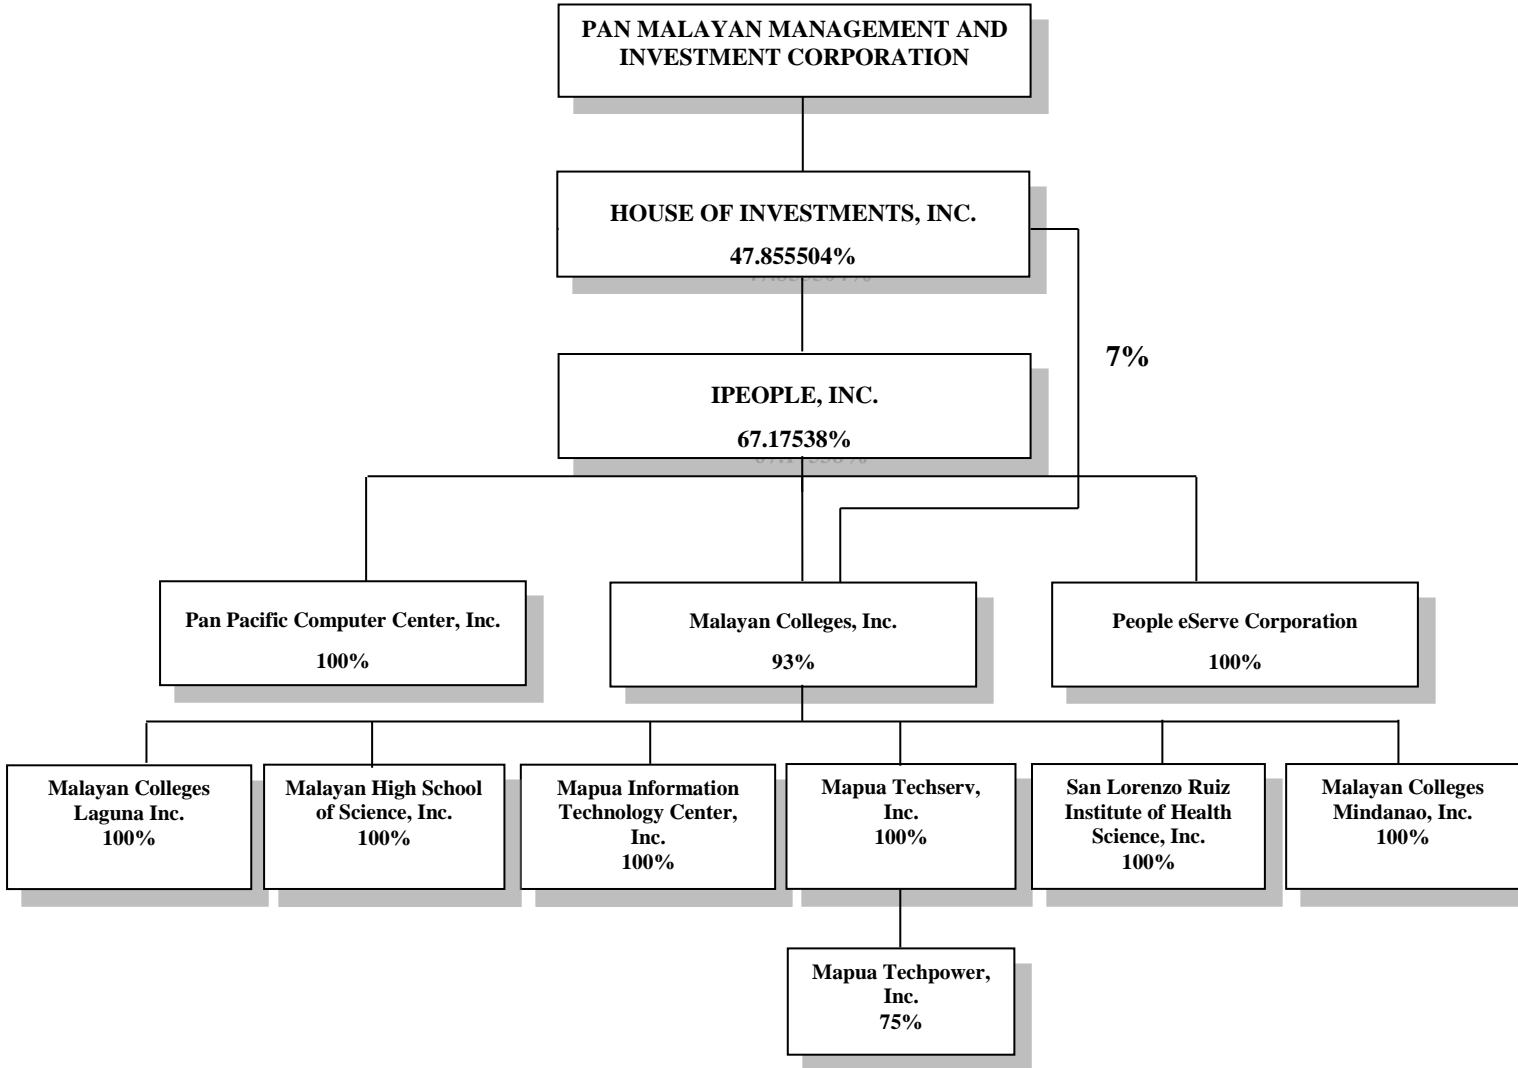 PAN MALAYAN MANAGEMENT AND
INVESTMENT CORPORATION
HOUSE OF INVESTMENTS, INC.
47.855504%
7%
IPEOPLE, INC.
67.17538%
Pan Pacific Computer Center, Inc.
100%
Malayan Colleges, Inc.
93%
People eServe Corporation
100%
Malayan Colleges
Laguna Inc.
100%
Malayan High School
of Science, Inc.
100%
Mapua Information
Technology Center,
Inc.
100%
Mapua Techserv,
Inc.
100%
San Lorenzo Ruiz
Institute of Health
Science, Inc.
100%
Malayan Colleges
Mindanao, Inc.
100%
Mapua Techpower,
Inc.
75%